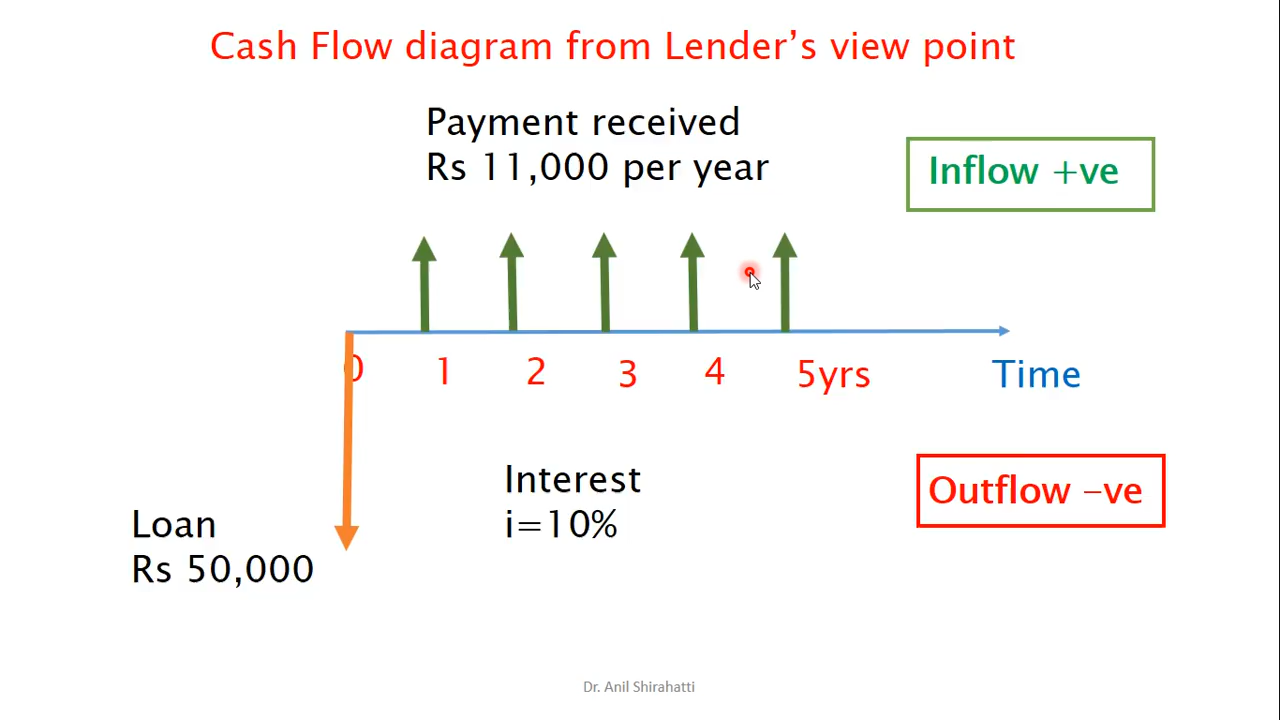 Cash Flow diagram from Lender’s view point
Payment received
Rs 11,000 per year
Inflow +ve
0
1
2
3
4
5yrs
Time
Interest
i=10%
Outflow –ve
Loan
Rs 50,000
Dr. Anil Shirahatti